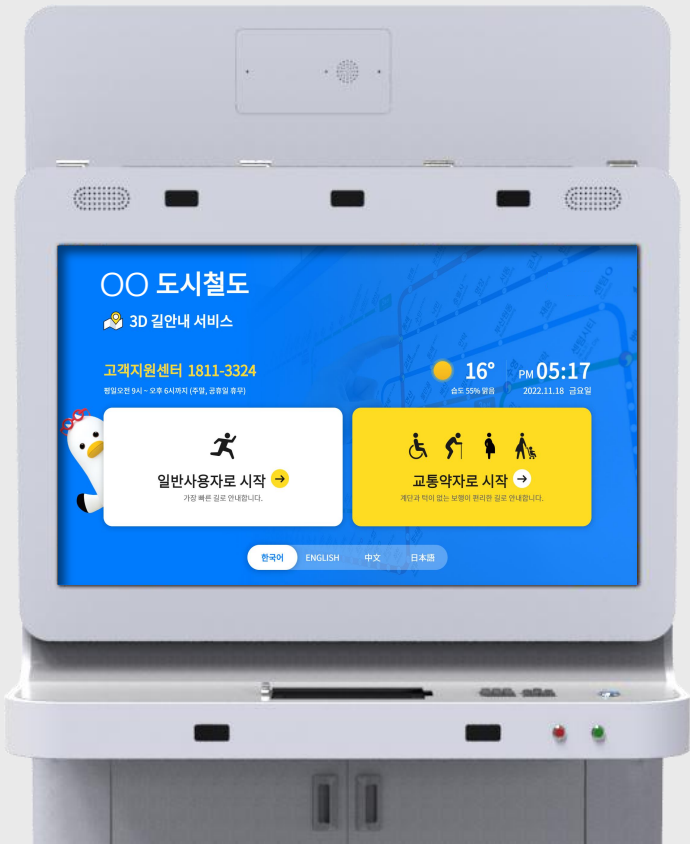 ○○ 도시철도
3D 길안내 서비스
고객지원센터 1811-3324
평일오전 9시 ~ 오후 6시까지 (주말, 공휴일 휴무)
16°
습도 55% 맑음
PM 05:17
2022.11.18 금요일
일반사용자로 시작
가장 빠른 길로 안내합니다.
교통약자로 시작
계단과 턱이 없는 보행이 편리한 길로 안내합니다.
한국어 ENGLISH 中文 日本語